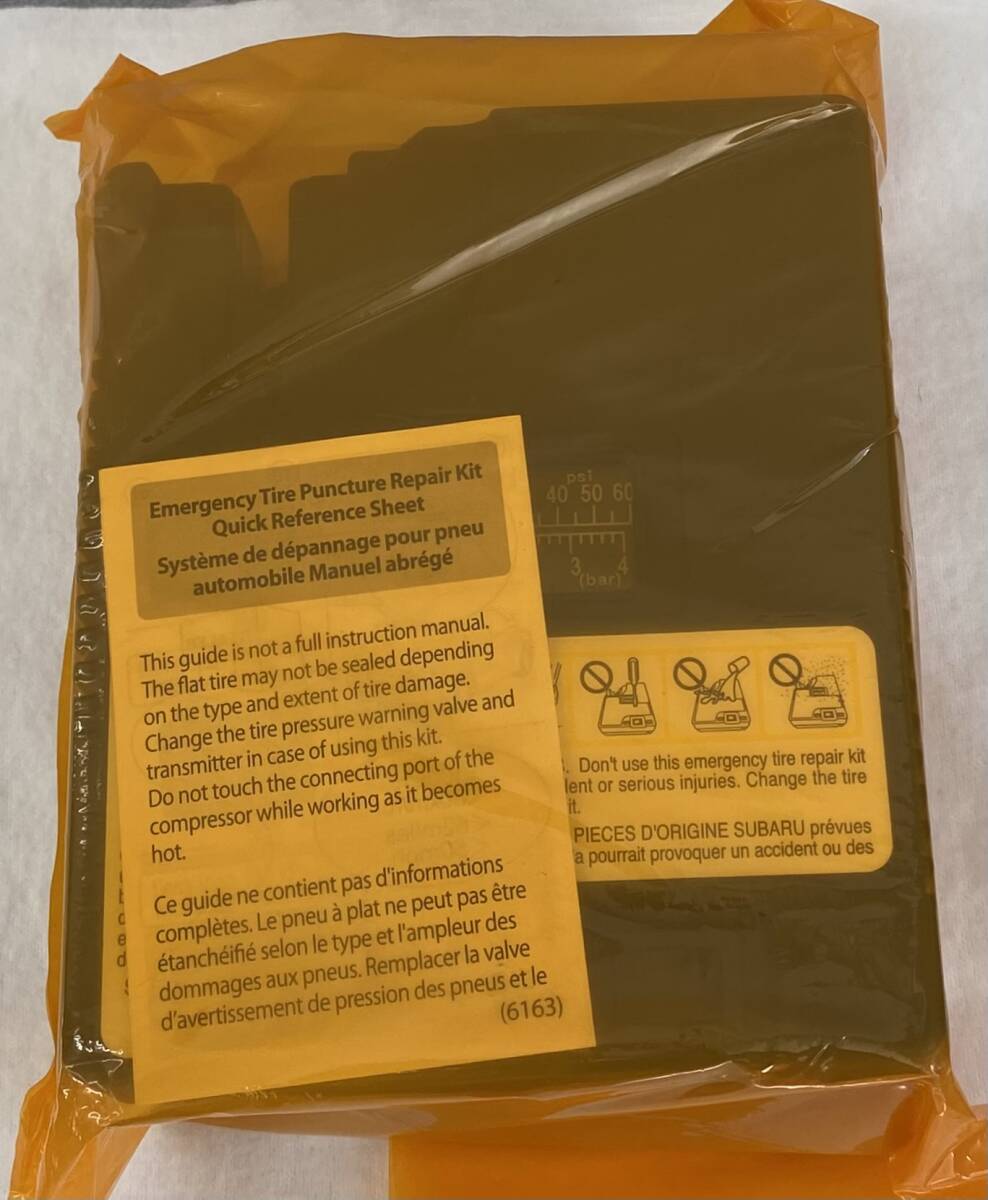 Emergency Tire Puncture Repair Kit
Quick Reference Sheet
Système de dépannage pour pneu
automobile Manuel abrégé
This guide is not a full instruction manual.
The flat tire may not be sealed depending
on the type and extent of tire damage.
Change the tire pressure warning valve and
transmitter in case of using this kit.
Do not touch the connecting port of the
compressor while working as it becomes
hot.
Ce guide ne contient pas d'informations
complètes. Le pneu à plat ne peut pas être
étanchéifié selon le type et l'ampleur des
dommages aux pneus. Remplacer la valve
d'avertissement de pression des pneus et le
(6163)
psi
40 50 60
3 4
(bar)
. Don't use this emergency tire repair kit
ent or serious injuries. Change the tire
it.
PIECES D'ORIGINE SUBARU prévues
a pourrait provoquer un accident ou des